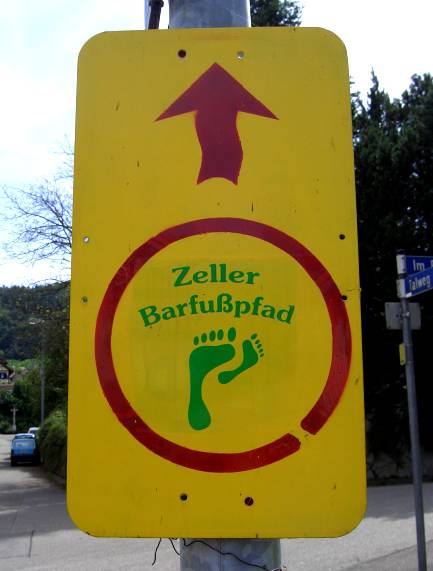 Zeller
Barfußpfad
Im
Talweg